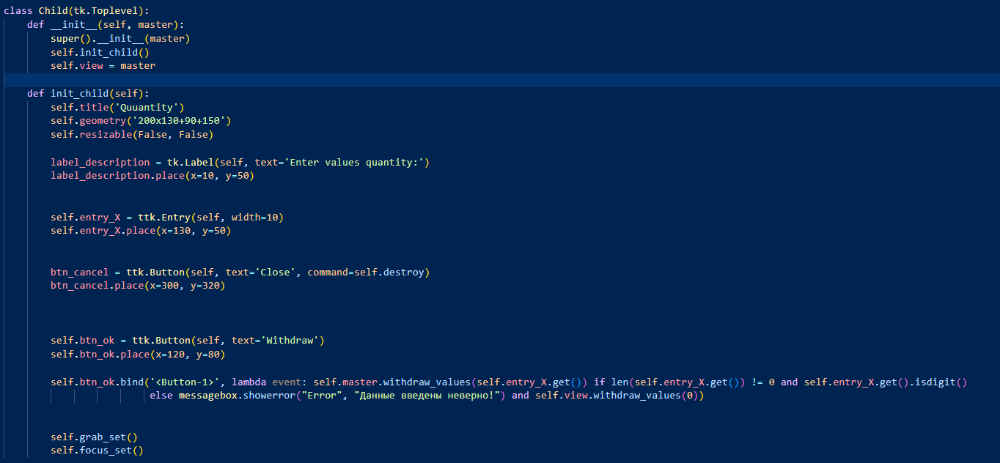 class Child(tk.Toplevel):
    def __init__(self, master):
        super().__init__(master)
        self.init_child()
        self.view = master
    def init_child(self):
        self.title('Quuantity')
        self.geometry('200x130+90+150')
        self.resizable(False, False)
        label_description = tk.Label(self, text='Enter values quantity:')
        label_description.place(x=10, y=50)
        self.entry_X = ttk.Entry(self, width=10)
        self.entry_X.place(x=130, y=50)
        btn_cancel = ttk.Button(self, text='Close', command=self.destroy)
        btn_cancel.place(x=300, y=320)
        self.btn_ok = ttk.Button(self, text='Withdraw')
        self.btn_ok.place(x=120, y=80)
        self.btn_ok.bind('<Button-1>', lambda event: self.master.withdraw_values(self.entry_X.get()) if len(self.entry_X.get()) != 0 and self.entry_X.get().isdigit()
                         else messagebox.showerror("Error", "Данные введены неверно!") and self.view.withdraw_values(0))
        self.grab_set()
        self.focus_set()